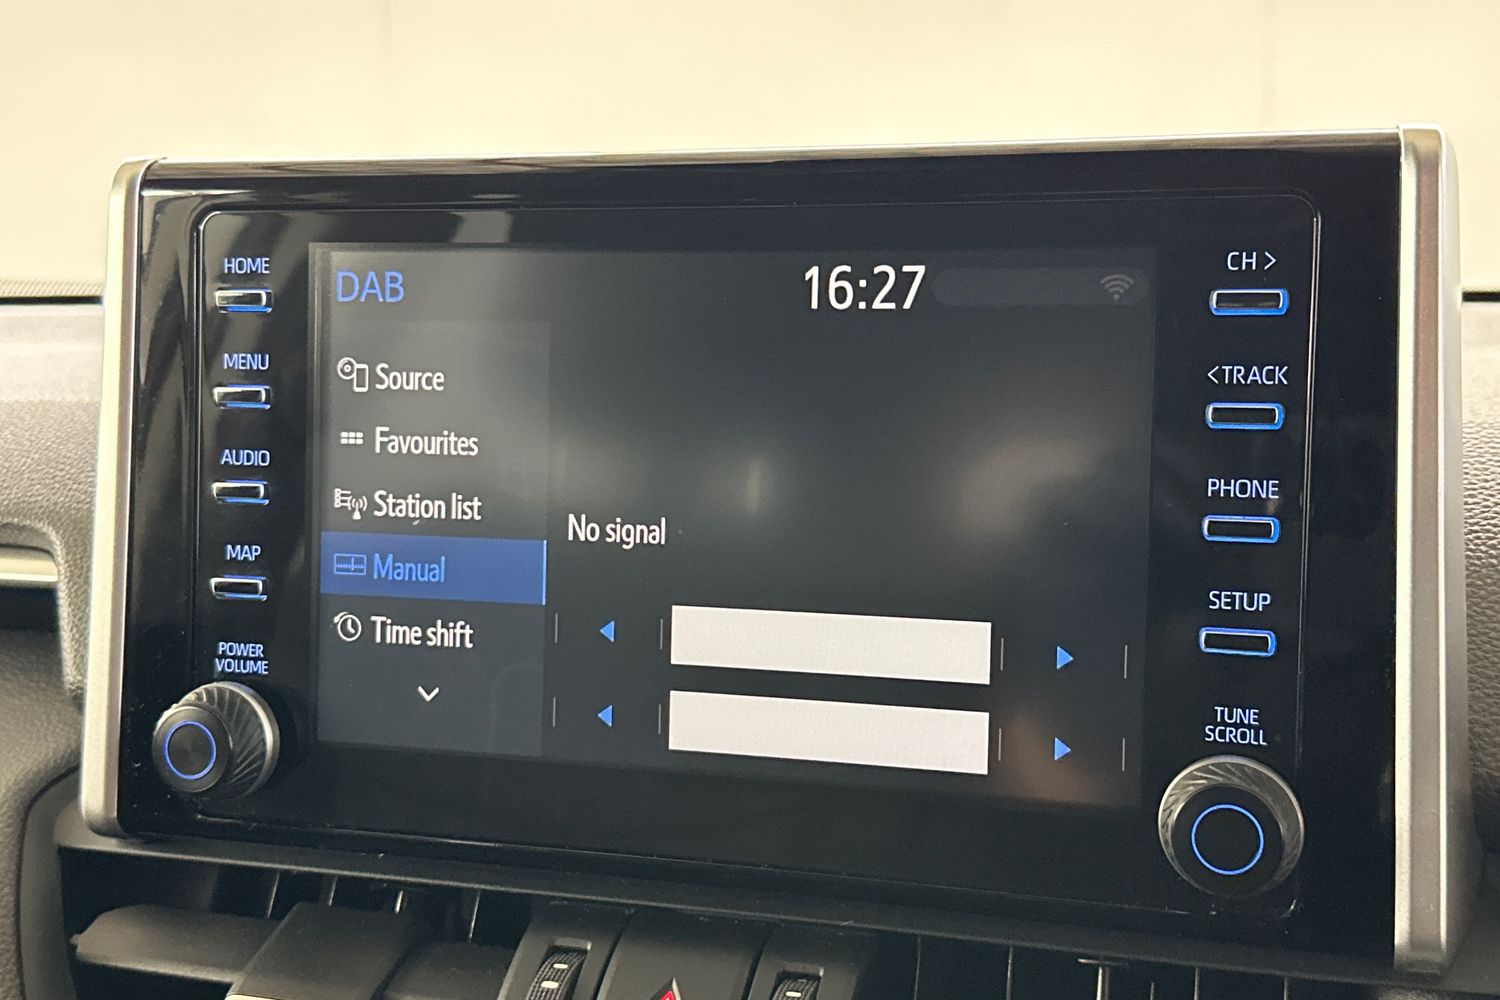 HOME
MENU
AUDIO
MAP
POWER
VOLUME
DAB
16:27
Source
Favourites
Station list
Manual
Time shift
No signal
CH >
<TRACK
PHONE
SETUP
TUNE
SCROLL